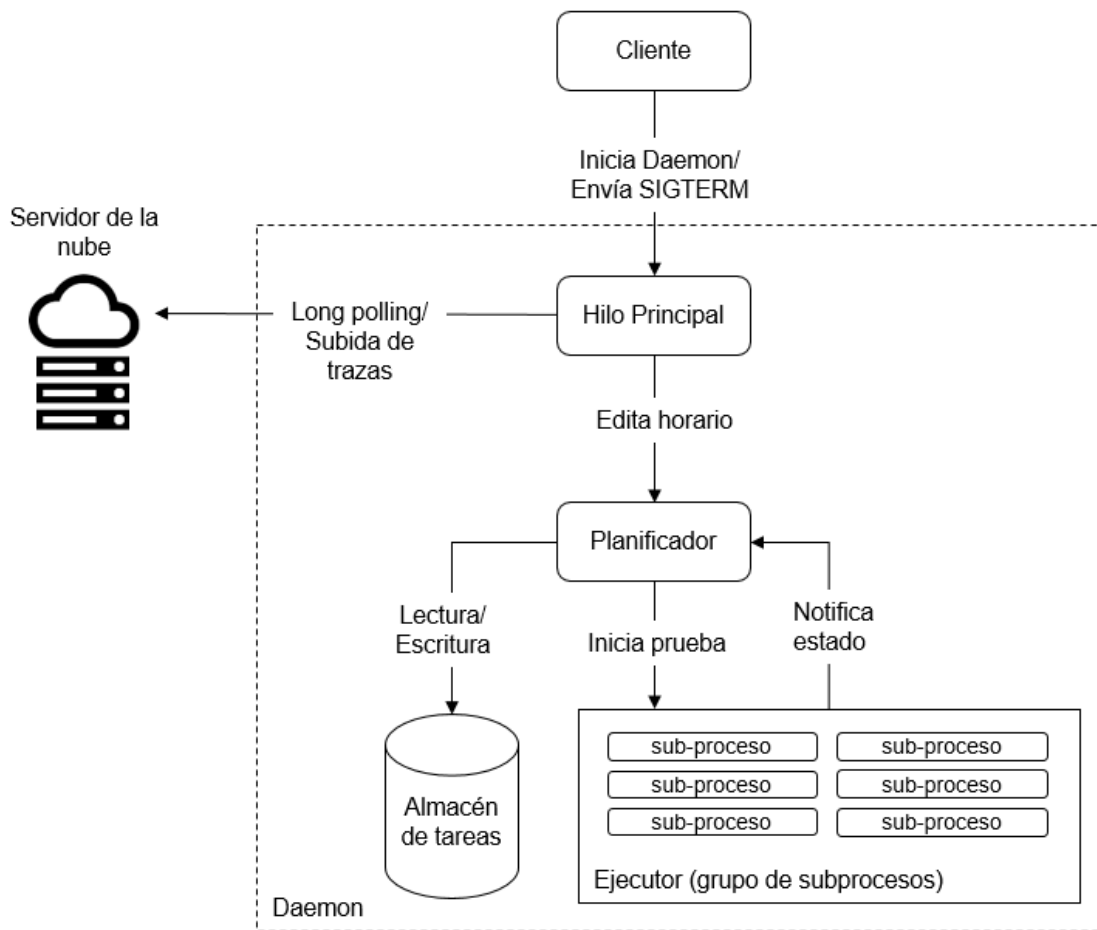 Cliente
Inicia Daemon/
Envía SIGTERM
Servidor de la
nube
Long polling/
Subida de
trazas
Hilo Principal
Edita horario
Planificador
Lectura/
Escritura
Inicia prueba
Notifica
estado
Almacén
de tareas
sub-proceso
sub-proceso
sub-proceso
sub-proceso
sub-proceso
sub-proceso
Ejecutor (grupo de subprocesos)
Daemon